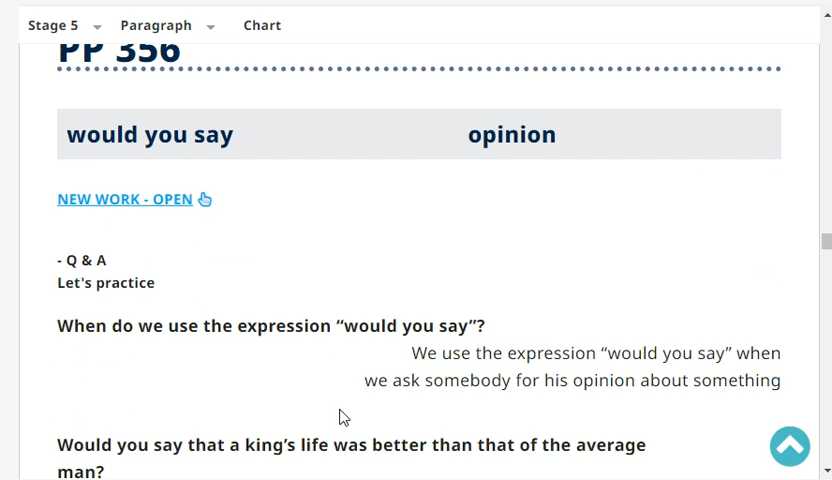 Stage 5 Paragraph Chart
PP 356
would you say opinion
NEW WORK - OPEN
- Q & A
Let's practice
When do we use the expression “would you say”?
We use the expression “would you say” when
we ask somebody for his opinion about something
Would you say that a king’s life was better than that of the average
man?